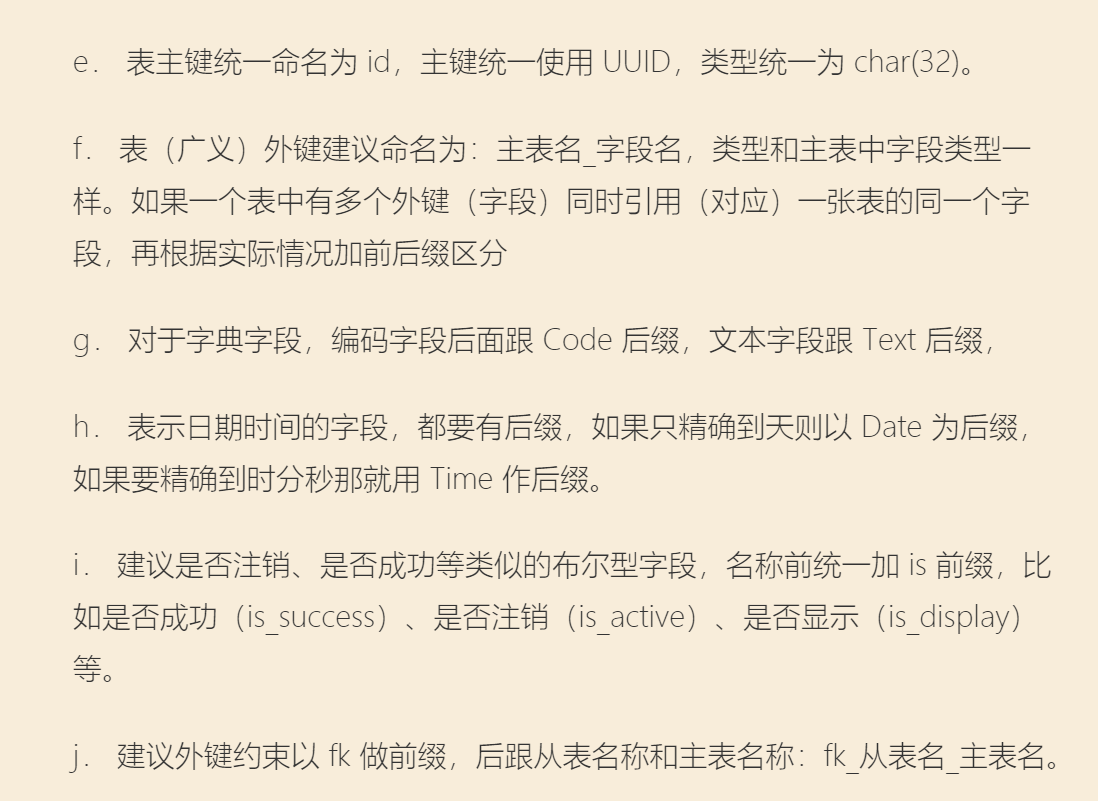 e. 表主键统一命名为 id，主键统一使用 UUID，类型统一为 char(32)。
f. 表（广义）外键建议命名为：主表名_字段名，类型和主表中字段类型一
样。如果一个表中有多个外键（字段）同时引用（对应）一张表的同一个字
段，再根据实际情况加前后缀区分
g. 对于字典字段，编码字段后面跟 Code 后缀，文本字段跟 Text 后缀，
h. 表示日期时间的字段，都要有后缀，如果只精确到天则以 Date 为后缀，
如果要精确到时分秒那就用 Time 作后缀。
i. 建议是否注销、是否成功等类似的布尔型字段，名称前统一加 is 前缀，比
如是否成功（is_success）、是否注销（is_active）、是否显示（is_display）
等。
j. 建议外键约束以 fk 做前缀，后跟从表名称和主表名称：fk_从表名_主表名。